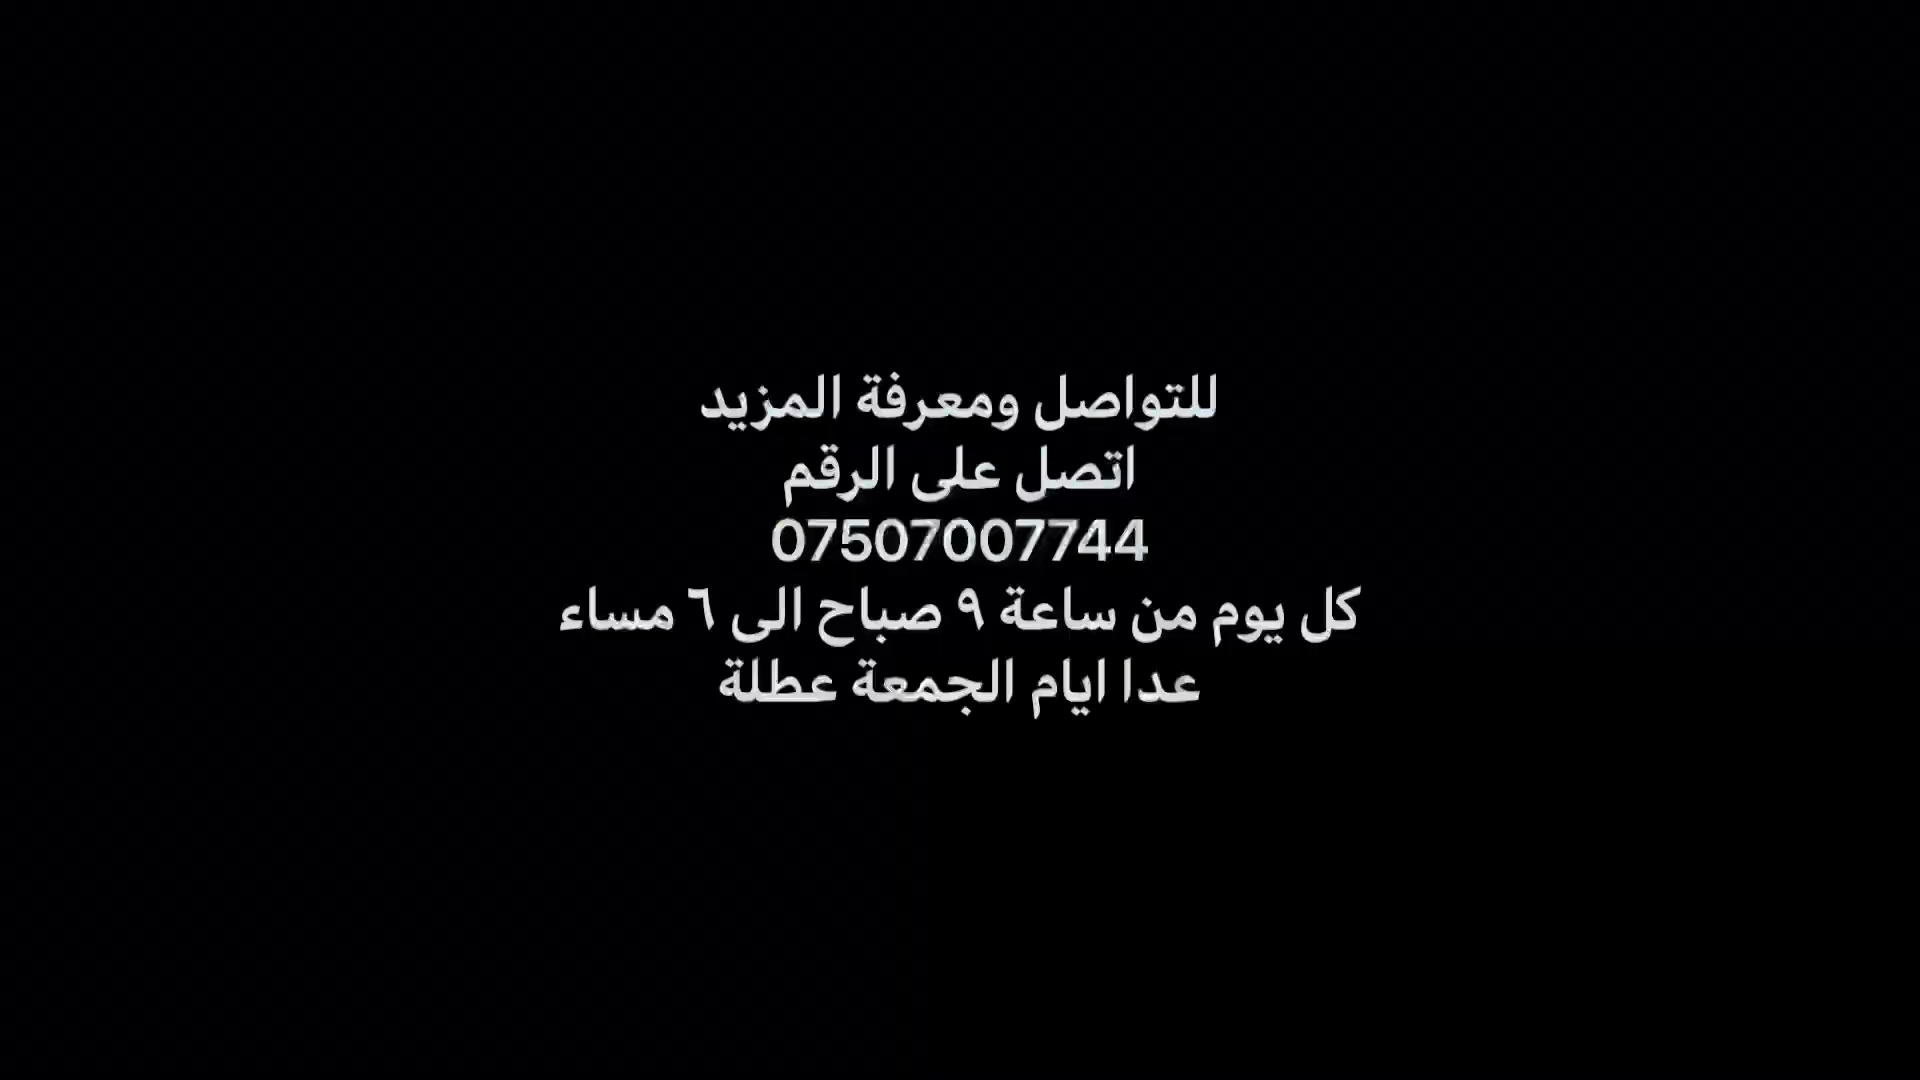 للتواصل ومعرفة المزيد
اتصل على الرقم
07507007744
كل يوم من ساعة ٩ صباح الى ٦ مساء
عدا ايام الجمعة عطلة